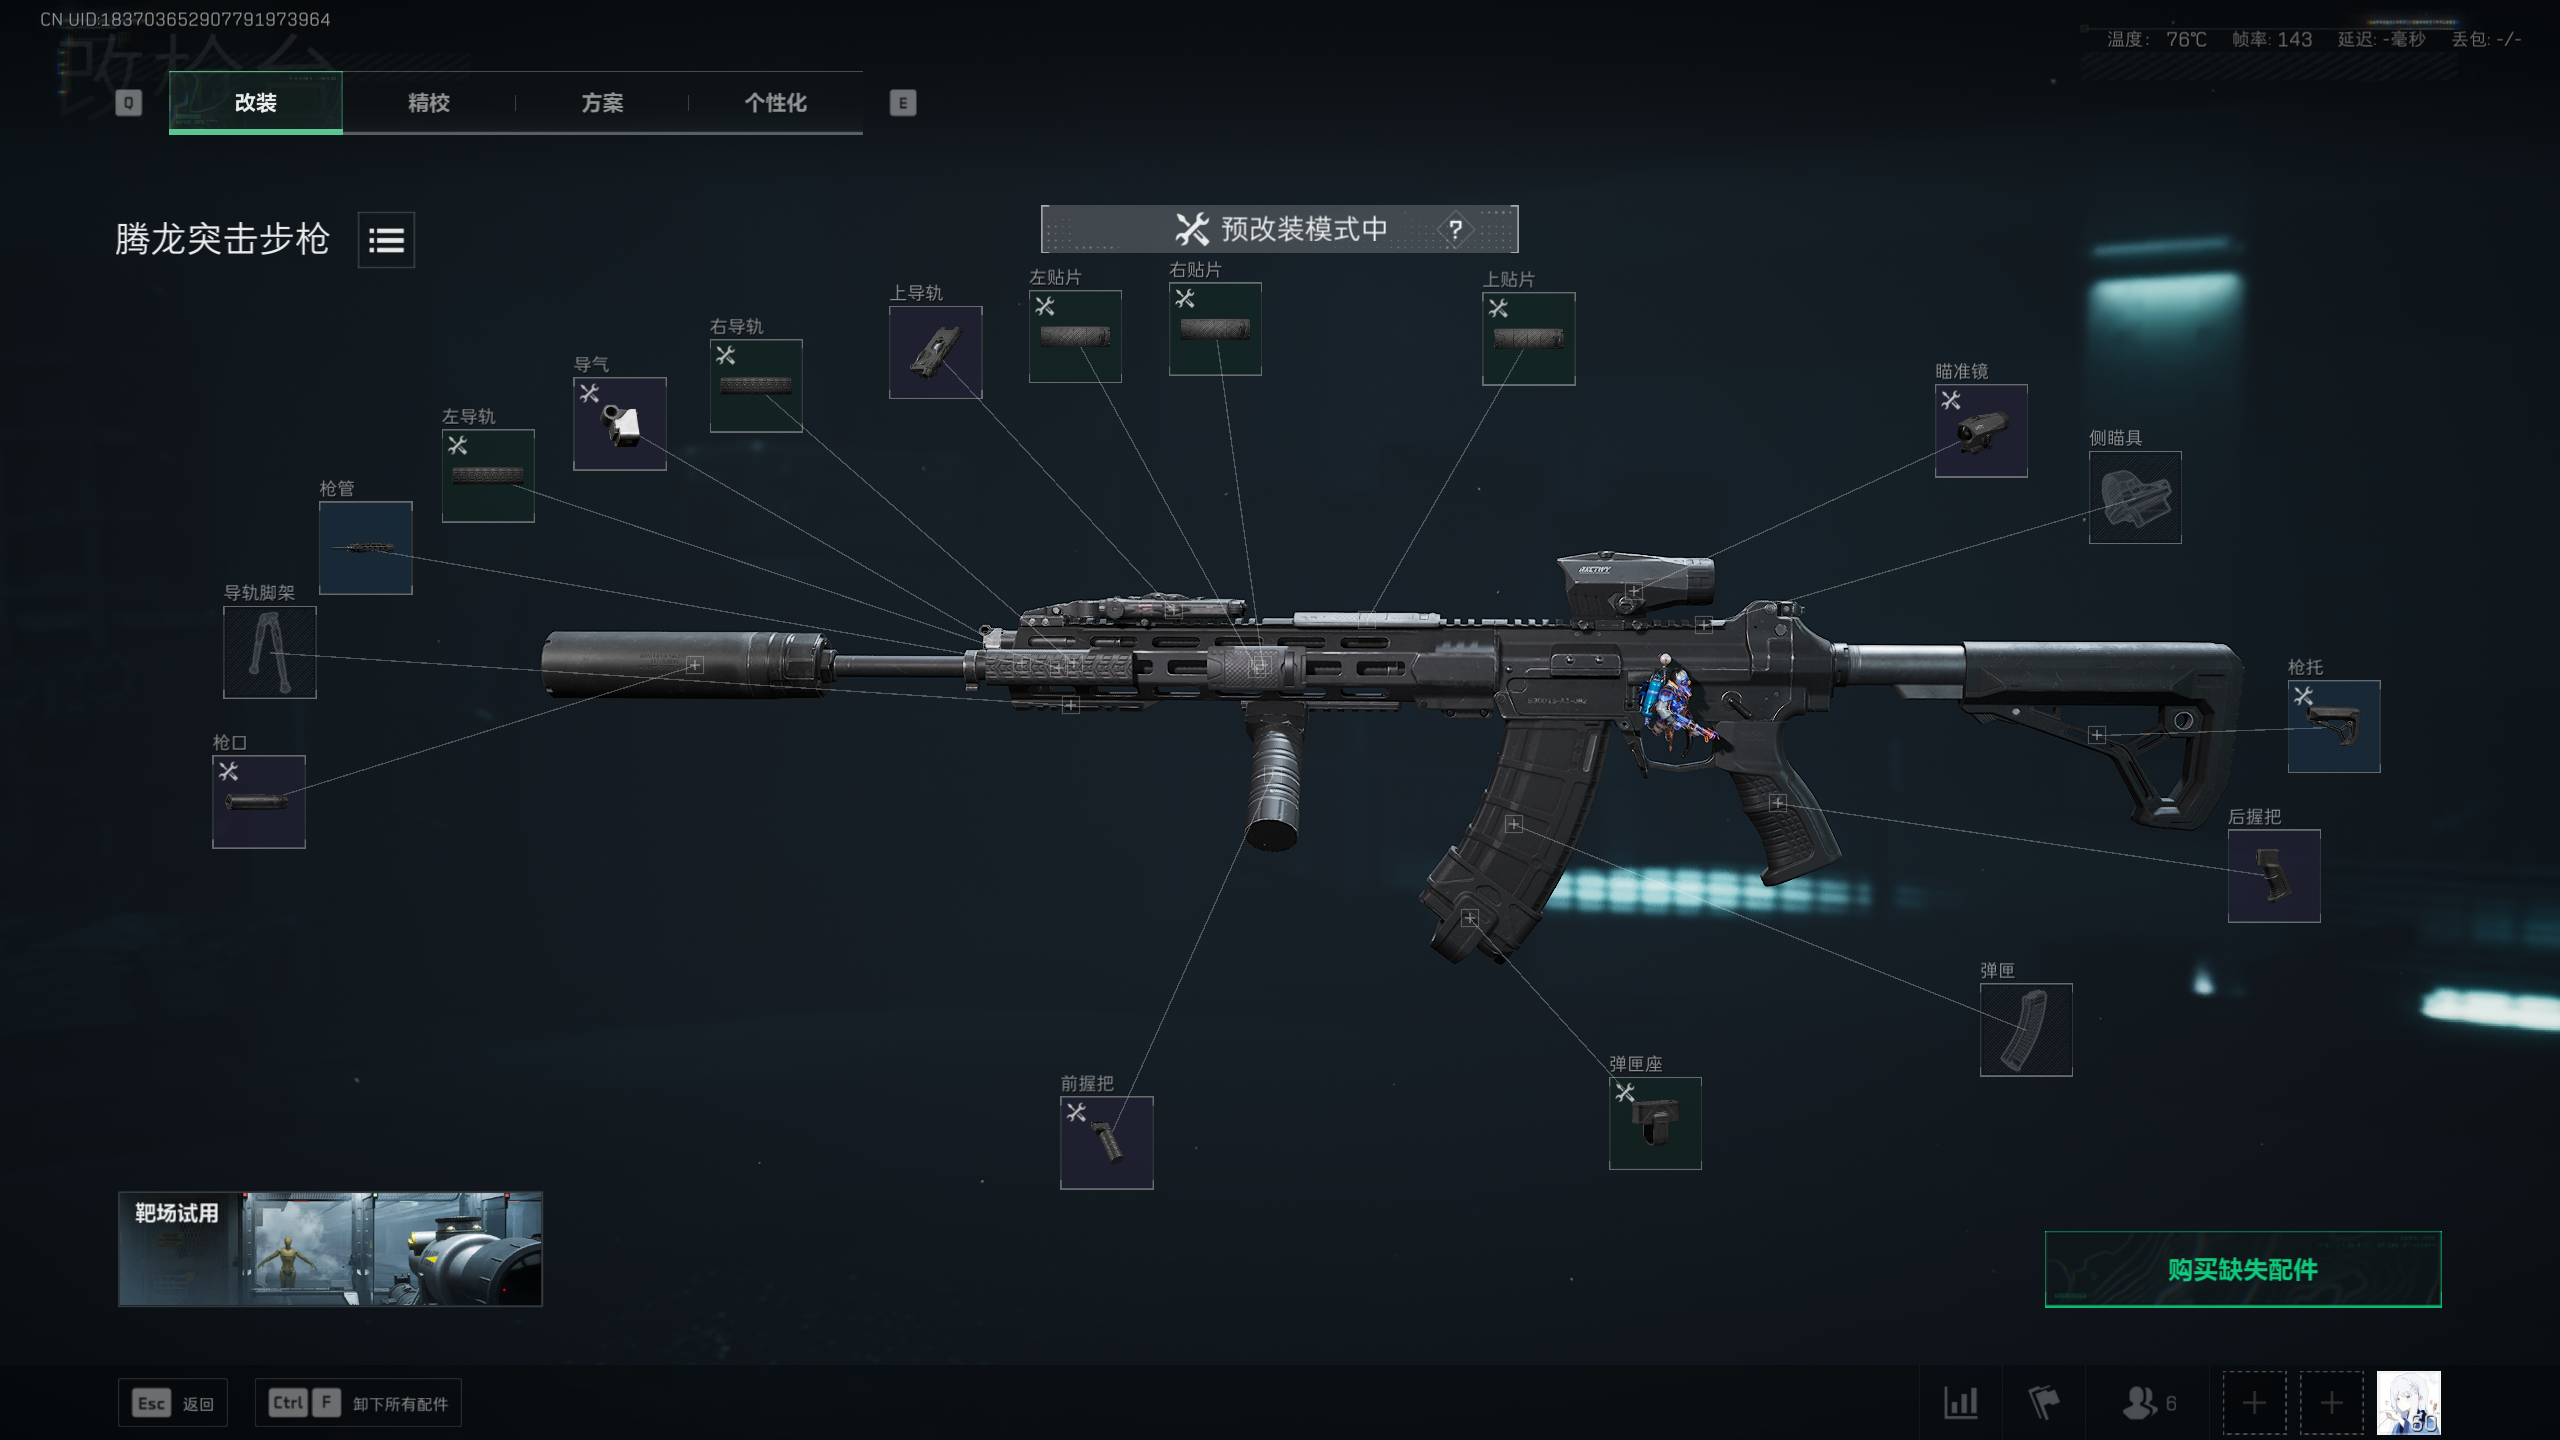 CN UID:183703652907791973964
改枪台
温度: 76℃ 帧率: 143 延迟: -毫秒 丢包: -/-
Q 改装 精校 方案 个性化 E
腾龙突击步枪
预改装模式中 ?
右贴片
左贴片
上贴片
上导轨
右导轨
导气
瞄准镜
左导轨
侧瞄具
枪管
导轨脚架
枪托
枪口
后握把
弹匣
弹匣座
前握把
靶场试用
购买缺失配件
Esc 返回 Ctrl F 卸下所有配件
6
60